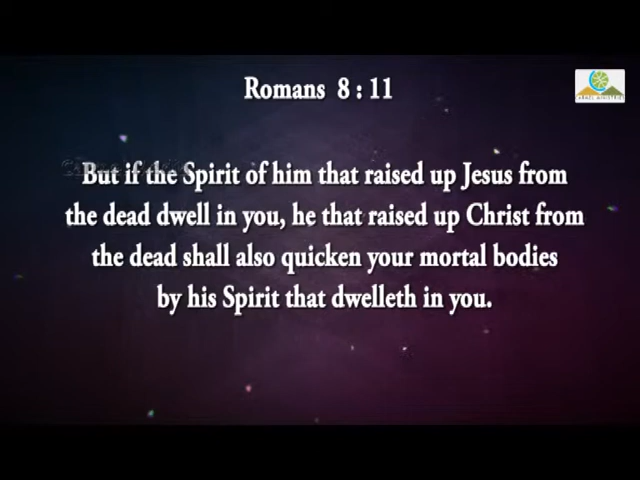 Romans 8 : 11
CARMEL MINISTRIES
But if the Spirit of him that raised up Jesus from
the dead dwell in you, he that raised up Christ from
the dead shall also quicken your mortal bodies
by his Spirit that dwelleth in you.